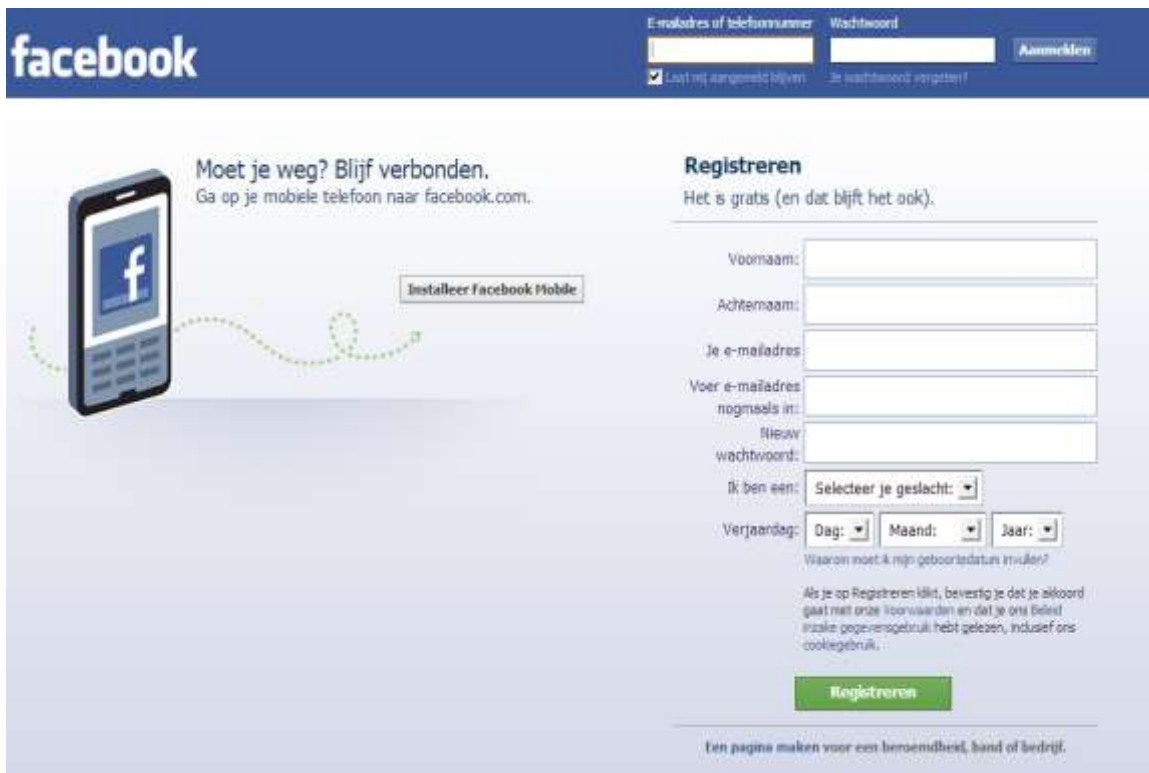 facebook
E-mailadres of telefoonnummer
Wachtwoord
Aanmelden
Laat mij aangemeld blijven
Je wachtwoord vergeten?
Moet je weg? Blijf verbonden.
Ga op je mobiele telefoon naar facebook.com.
f
Installeer Facebook Mobile
Registreren
Het is gratis (en dat blijft het ook).
Voornaam:
Achternaam:
Je e-mailadres
Voer e-mailadres
nogmaals in:
Nieuw
wachtwoord:
Ik ben een:
Selecteer je geslacht:
Verjaardag:
Dag:
Maand:
Jaar:
Waarom moet ik mijn geboortedatum invullen?
Als je op Registreren klikt, bevestig je dat je akkoord
gaat met onze Voorwaarden en dat je ons Beleid
inzake gegevensgebruik hebt gelezen, inclusief ons
cookiegebruik.
Registreren
Een pagina maken voor een beroemdheid, band of bedrijf.